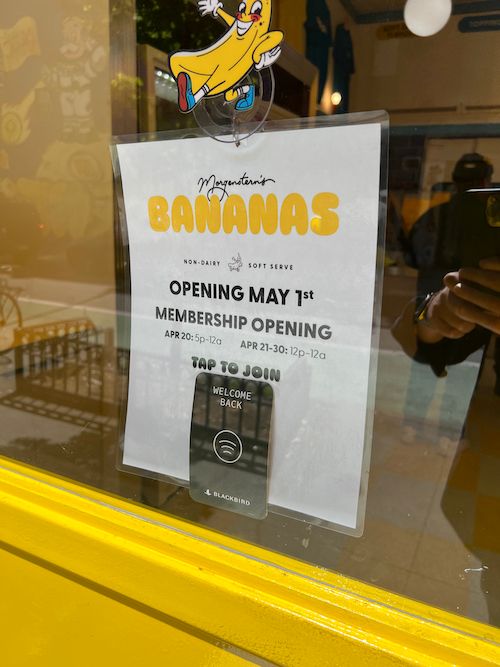 Morgenstern's
BANANAS
NON-DAIRY SOFT SERVE
OPENING MAY 1st
MEMBERSHIP OPENING
APR 20: 5p-12a APR 21-30: 12p-12a
TAP TO JOIN
WELCOME
BACK
BLACKBIRD